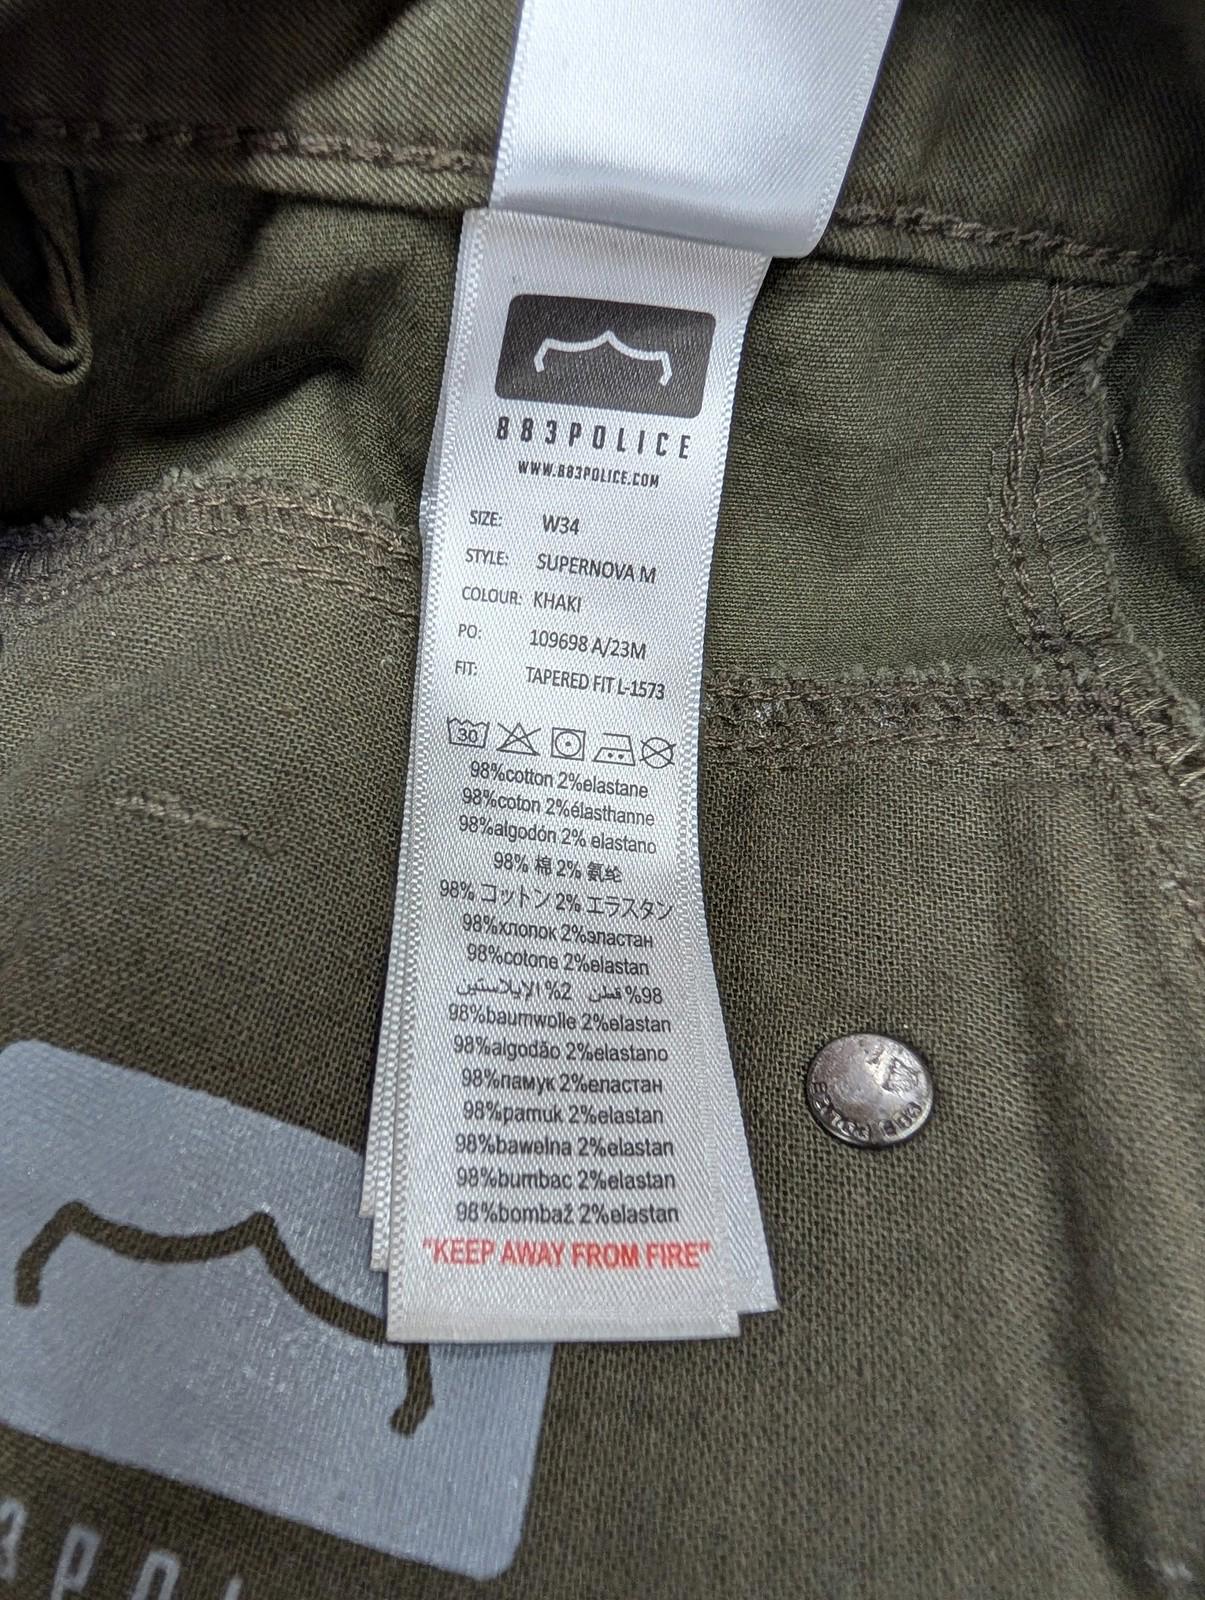 883POLICE
WWW.883POLICE.COM
SIZE: W34
STYLE: SUPERNOVA M
COLOUR: KHAKI
PO: 109698 A/23M
FIT: TAPERED FIT L-1573
30
98%cotton 2%elastane
98%coton 2%élasthanne
98%algodón 2% elastano
98% 棉 2% 氨纶
98% コットン 2% エラスタン
98%хлопок 2%эластан
98%cotone 2%elastan
98% قطن 2% الإيلاستين
98%baumwolle 2%elastan
98%algodão 2%elastano
98%памук 2%еластан
98%pamuk 2%elastan
98%bawelna 2%elastan
98%bumbac 2%elastan
98%bombaž 2%elastan
"KEEP AWAY FROM FIRE"